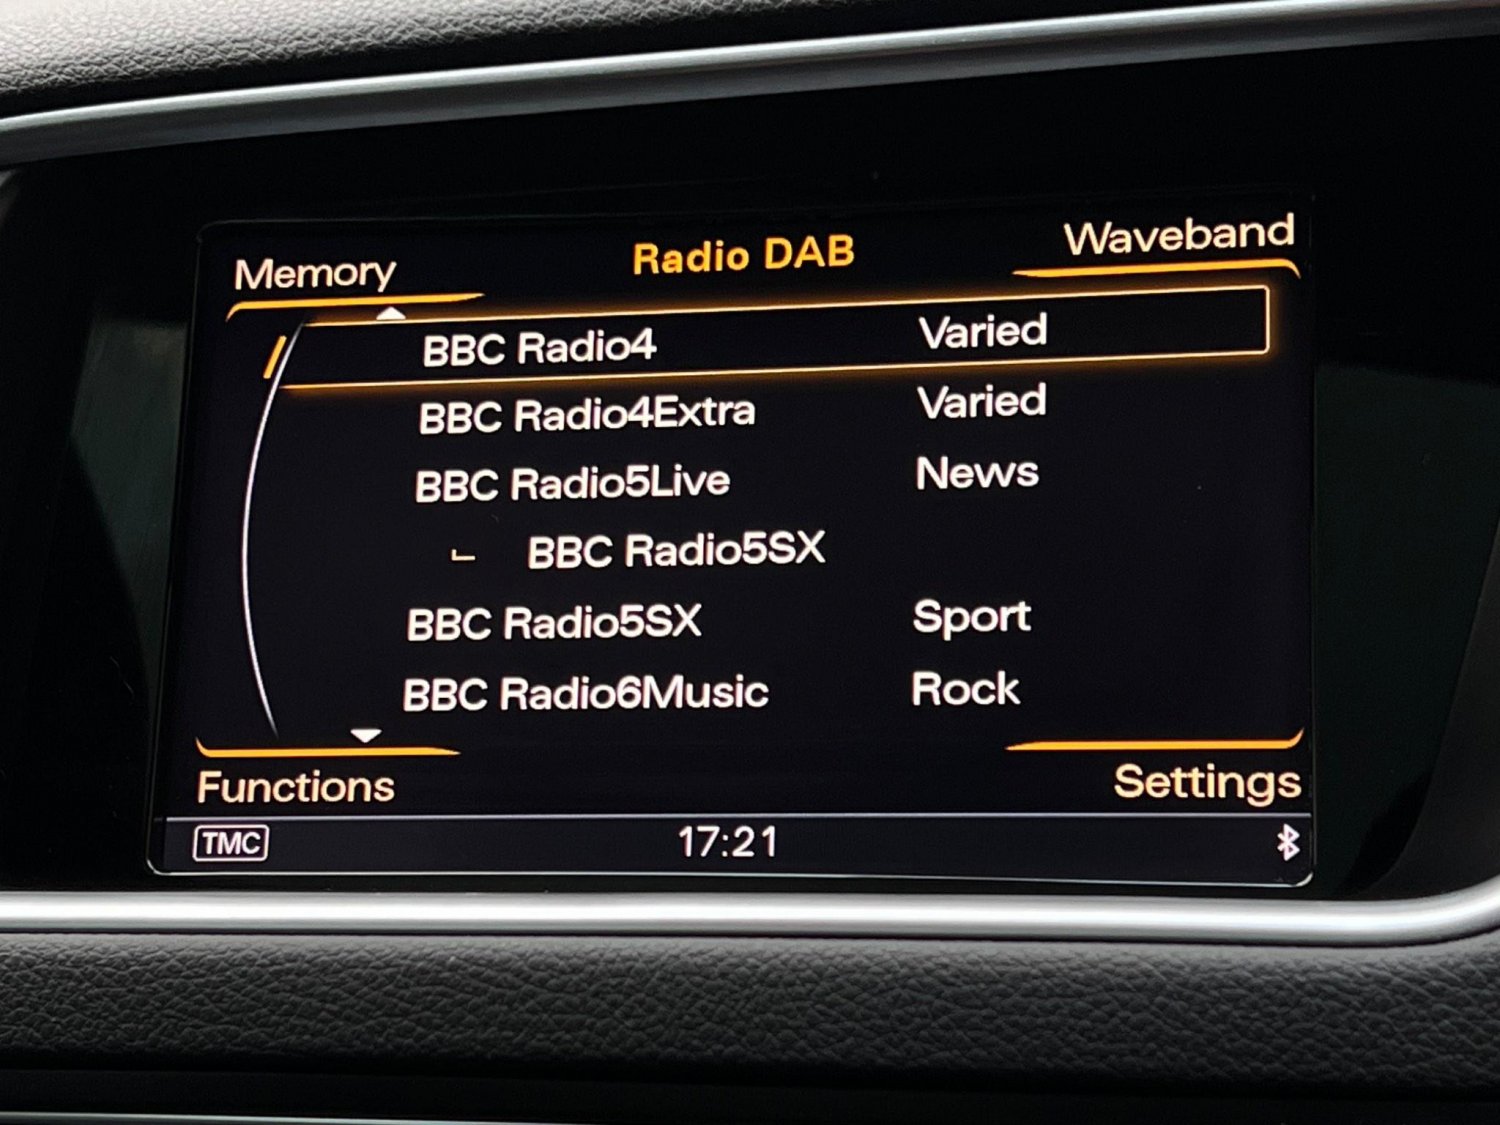 Memory Radio DAB Waveband
BBC Radio4 Varied
BBC Radio4Extra Varied
BBC Radio5Live News
BBC Radio5SX
BBC Radio5SX Sport
BBC Radio6Music Rock
Functions Settings
TMC 17:21